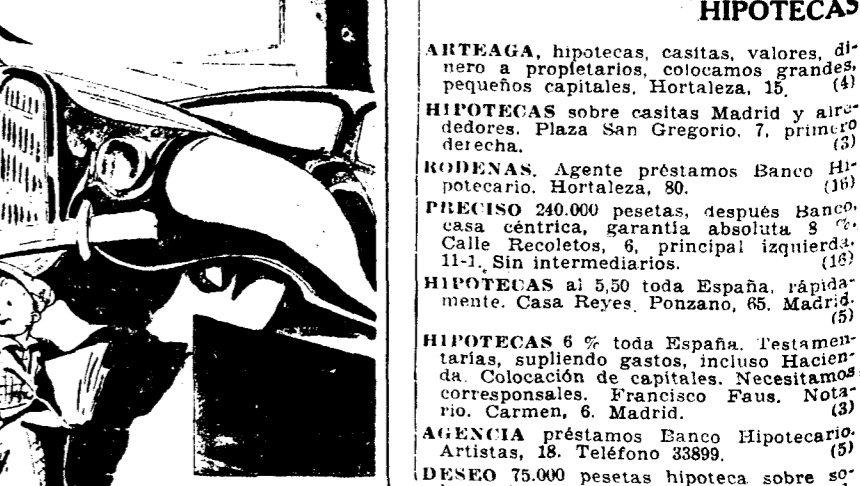 HIPOTECAS
ARTEAGA, hipotecas, casitas, valores, di-
nero a propietarios, colocamos grandes,
pequeños capitales, Hortaleza, 15. (4)
HIPOTECAS sobre casitas Madrid y alre-
dedores. Plaza San Gregorio, 7, primero
derecha. (3)
RODENAS. Agente préstamos Banco Hi-
potecario. Hortaleza, 80. (16)
PRECISO 240.000 pesetas, después Banco,
casa céntrica, garantía absoluta 8 %.
Calle Recoletos, 6, principal izquierda,
11-1. Sin intermediarios. (16)
HIPOTECAS al 5,50 toda España, rápida-
mente. Casa Reyes. Ponzano, 65. Madrid.
(5)
HIPOTECAS 6 % toda España. Testamen-
tarías, supliendo gastos, incluso Hacien-
da. Colocación de capitales. Necesitamos
corresponsales. Francisco Faus. Nota-
rio. Carmen, 6. Madrid. (3)
AGENCIA préstamos Banco Hipotecario.
Artistas, 18. Teléfono 33899. (5)
DESEO 75.000 pesetas hipoteca sobre so-